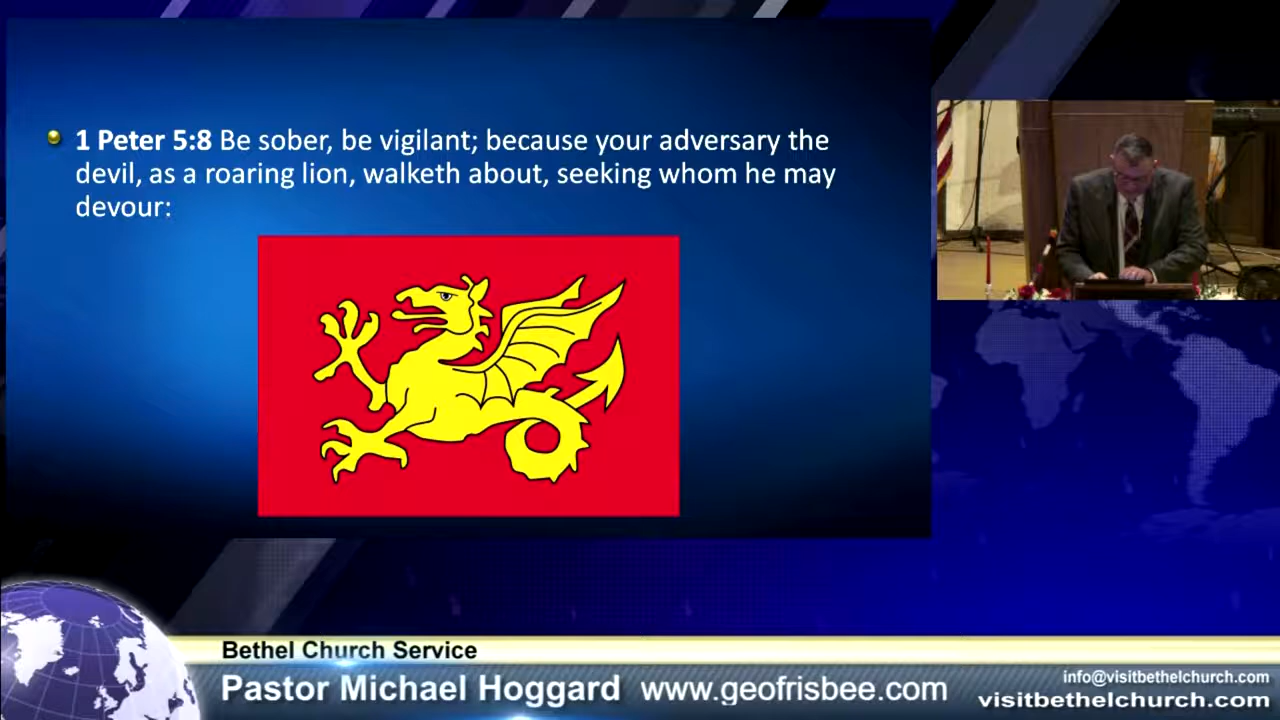 1 Peter 5:8 Be sober, be vigilant; because your adversary the
devil, as a roaring lion, walketh about, seeking whom he may
devour:
Bethel Church Service
Pastor Michael Hoggard www.geofrisbee.com
info@visitbethelchurch.com
visitbethelchurch.com